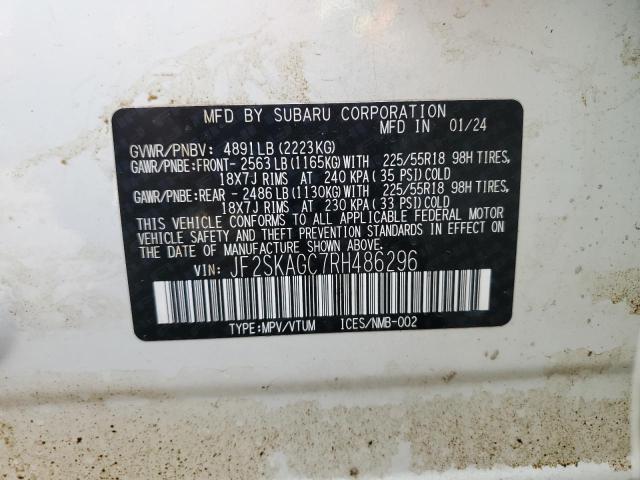 MFD BY SUBARU CORPORATION
MFD IN 01/24
GVWR/PNBV: 4891LB (2223KG)
GAWR/PNBE:FRONT- 2563LB(1165KG)WITH 225/55R18 98H TIRES,
18X7J RIMS AT 240 KPA(35 PSI)COLD
GAWR/PNBE:REAR - 2486LB(1130KG)WITH 225/55R18 98H TIRES,
18X7J RIMS AT 230 KPA(33 PSI)COLD
THIS VEHICLE CONFORMS TO ALL APPLICABLE FEDERAL MOTOR
VEHICLE SAFETY AND THEFT PREVENTION STANDARDS IN EFFECT ON
THE DATE OF MANUFACTURE SHOWN ABOVE.
VIN: JF2SKAGC7RH486296
TYPE:MPV/VTUM ICES/NMB-002